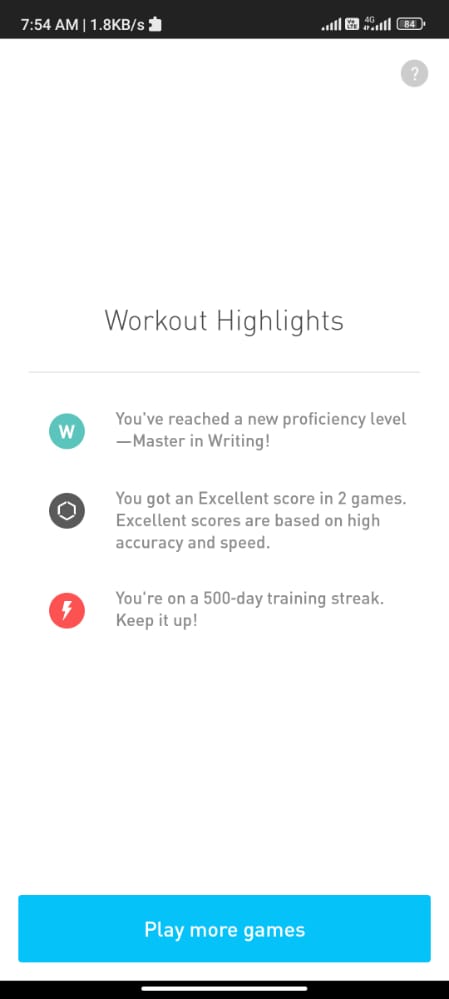 7:54 AM | 1.8KB/s
4G 84
?
Workout Highlights
W
You've reached a new proficiency level
—Master in Writing!
You got an Excellent score in 2 games.
Excellent scores are based on high
accuracy and speed.
You're on a 500-day training streak.
Keep it up!
Play more games